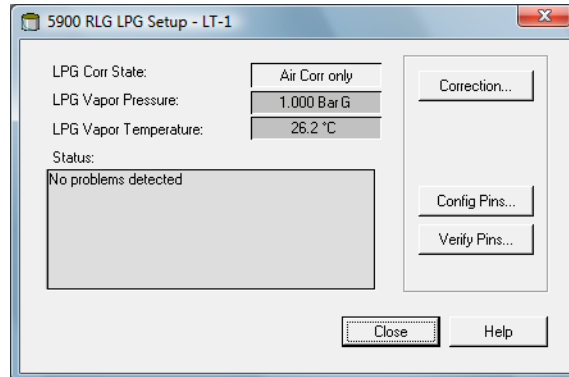 5900 RLG LPG Setup - LT-1
LPG Corr State: Air Corr only
LPG Vapor Pressure: 1.000 Bar G
LPG Vapor Temperature: 26.2 °C
Status:
No problems detected
Correction...
Config Pins...
Verify Pins...
Close Help